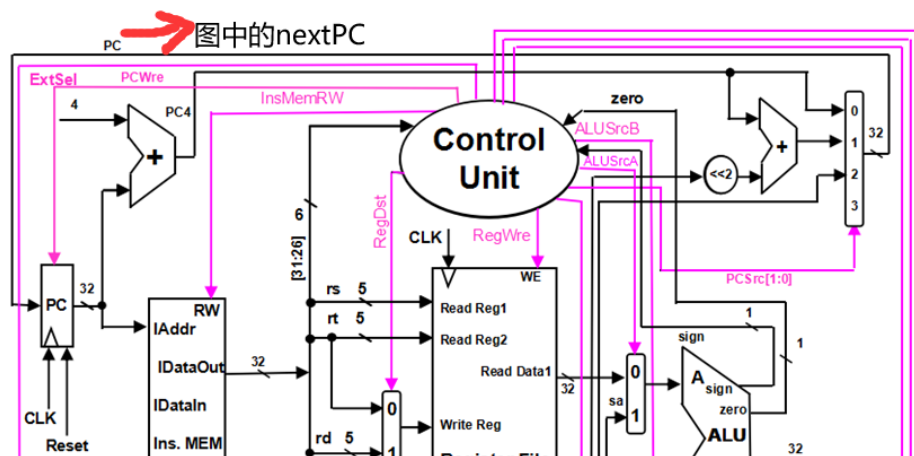 图中的nextPC
PC
ExtSel
PCWre
4
PC4
InsMemRW
zero
ALUSrcB
ALUSrcA
Control
Unit
+
+
<<2
0
1
2
3
32
6
[31:26]
RegDst
CLK
RegWre
PCSrc[1:0]
PC
32
RW
IAddr
IDataOut
IDataIn
Ins. MEM
32
CLK
Reset
rs 5
rt 5
rd 5
0
1
WE
Read Reg1
Read Reg2
Read Data1
Write Reg
Register File
32
sa
0
1
sign
1
1
A
sign
zero
ALU
32